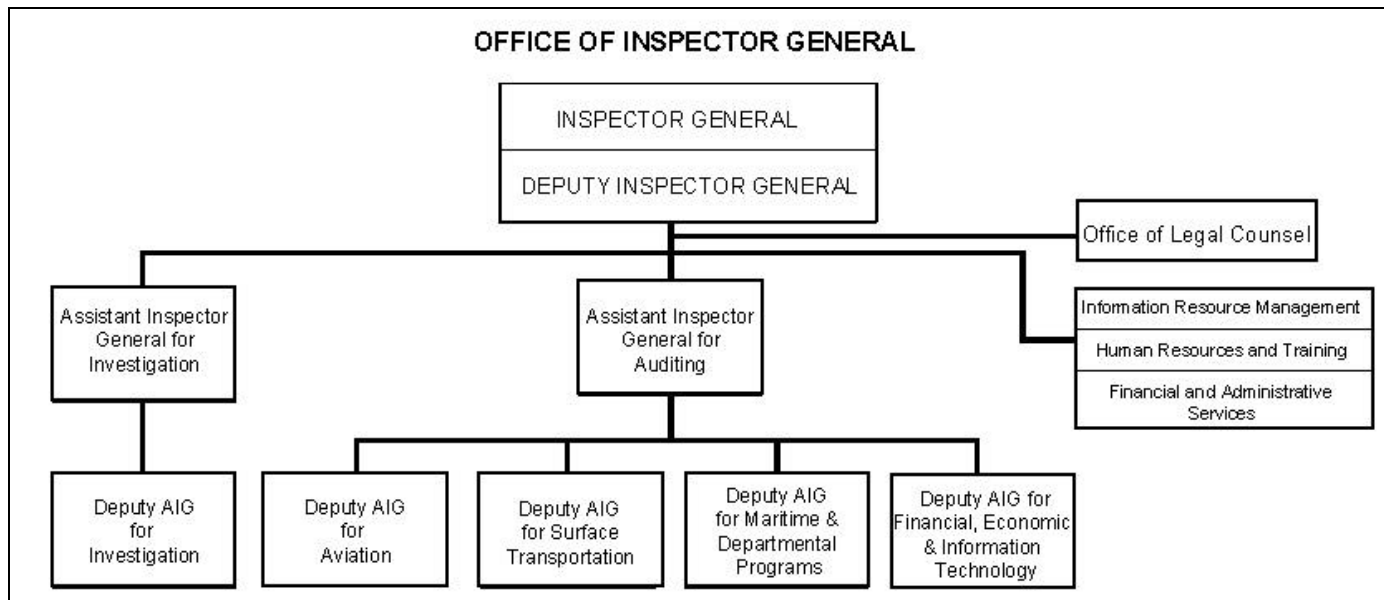 OFFICE OF INSPECTOR GENERAL
INSPECTOR GENERAL
DEPUTY INSPECTOR GENERAL
Office of Legal Counsel
Assistant Inspector
General for
Investigation
Assistant Inspector
General for
Auditing
Information Resource Management
Human Resources and Training
Financial and Administrative
Services
Deputy AIG
for
Investigation
Deputy AIG
for
Aviation
Deputy AIG
for Surface
Transportation
Deputy AIG
for Maritime &
Departmental
Programs
Deputy AIG for
Financial, Economic
& Information
Technology